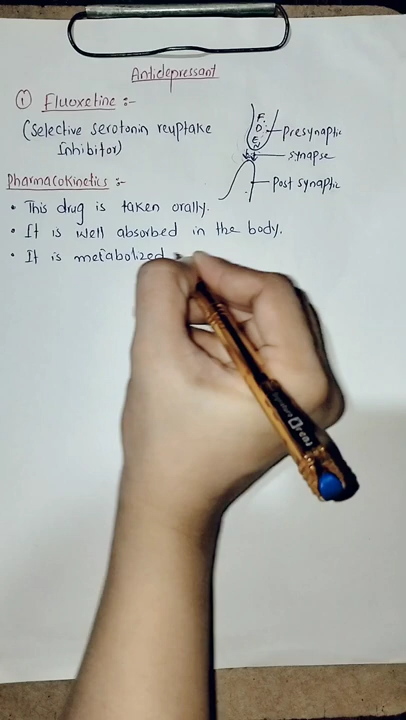 Antidepressant
① Fluoxetine :-
(Selective serotonin reuptake
Inhibitor)
Presynaptic
synapse
Post synaptic
Pharmacokinetics :-
• This drug is taken orally.
• It is well absorbed in the body.
• It is metabolized